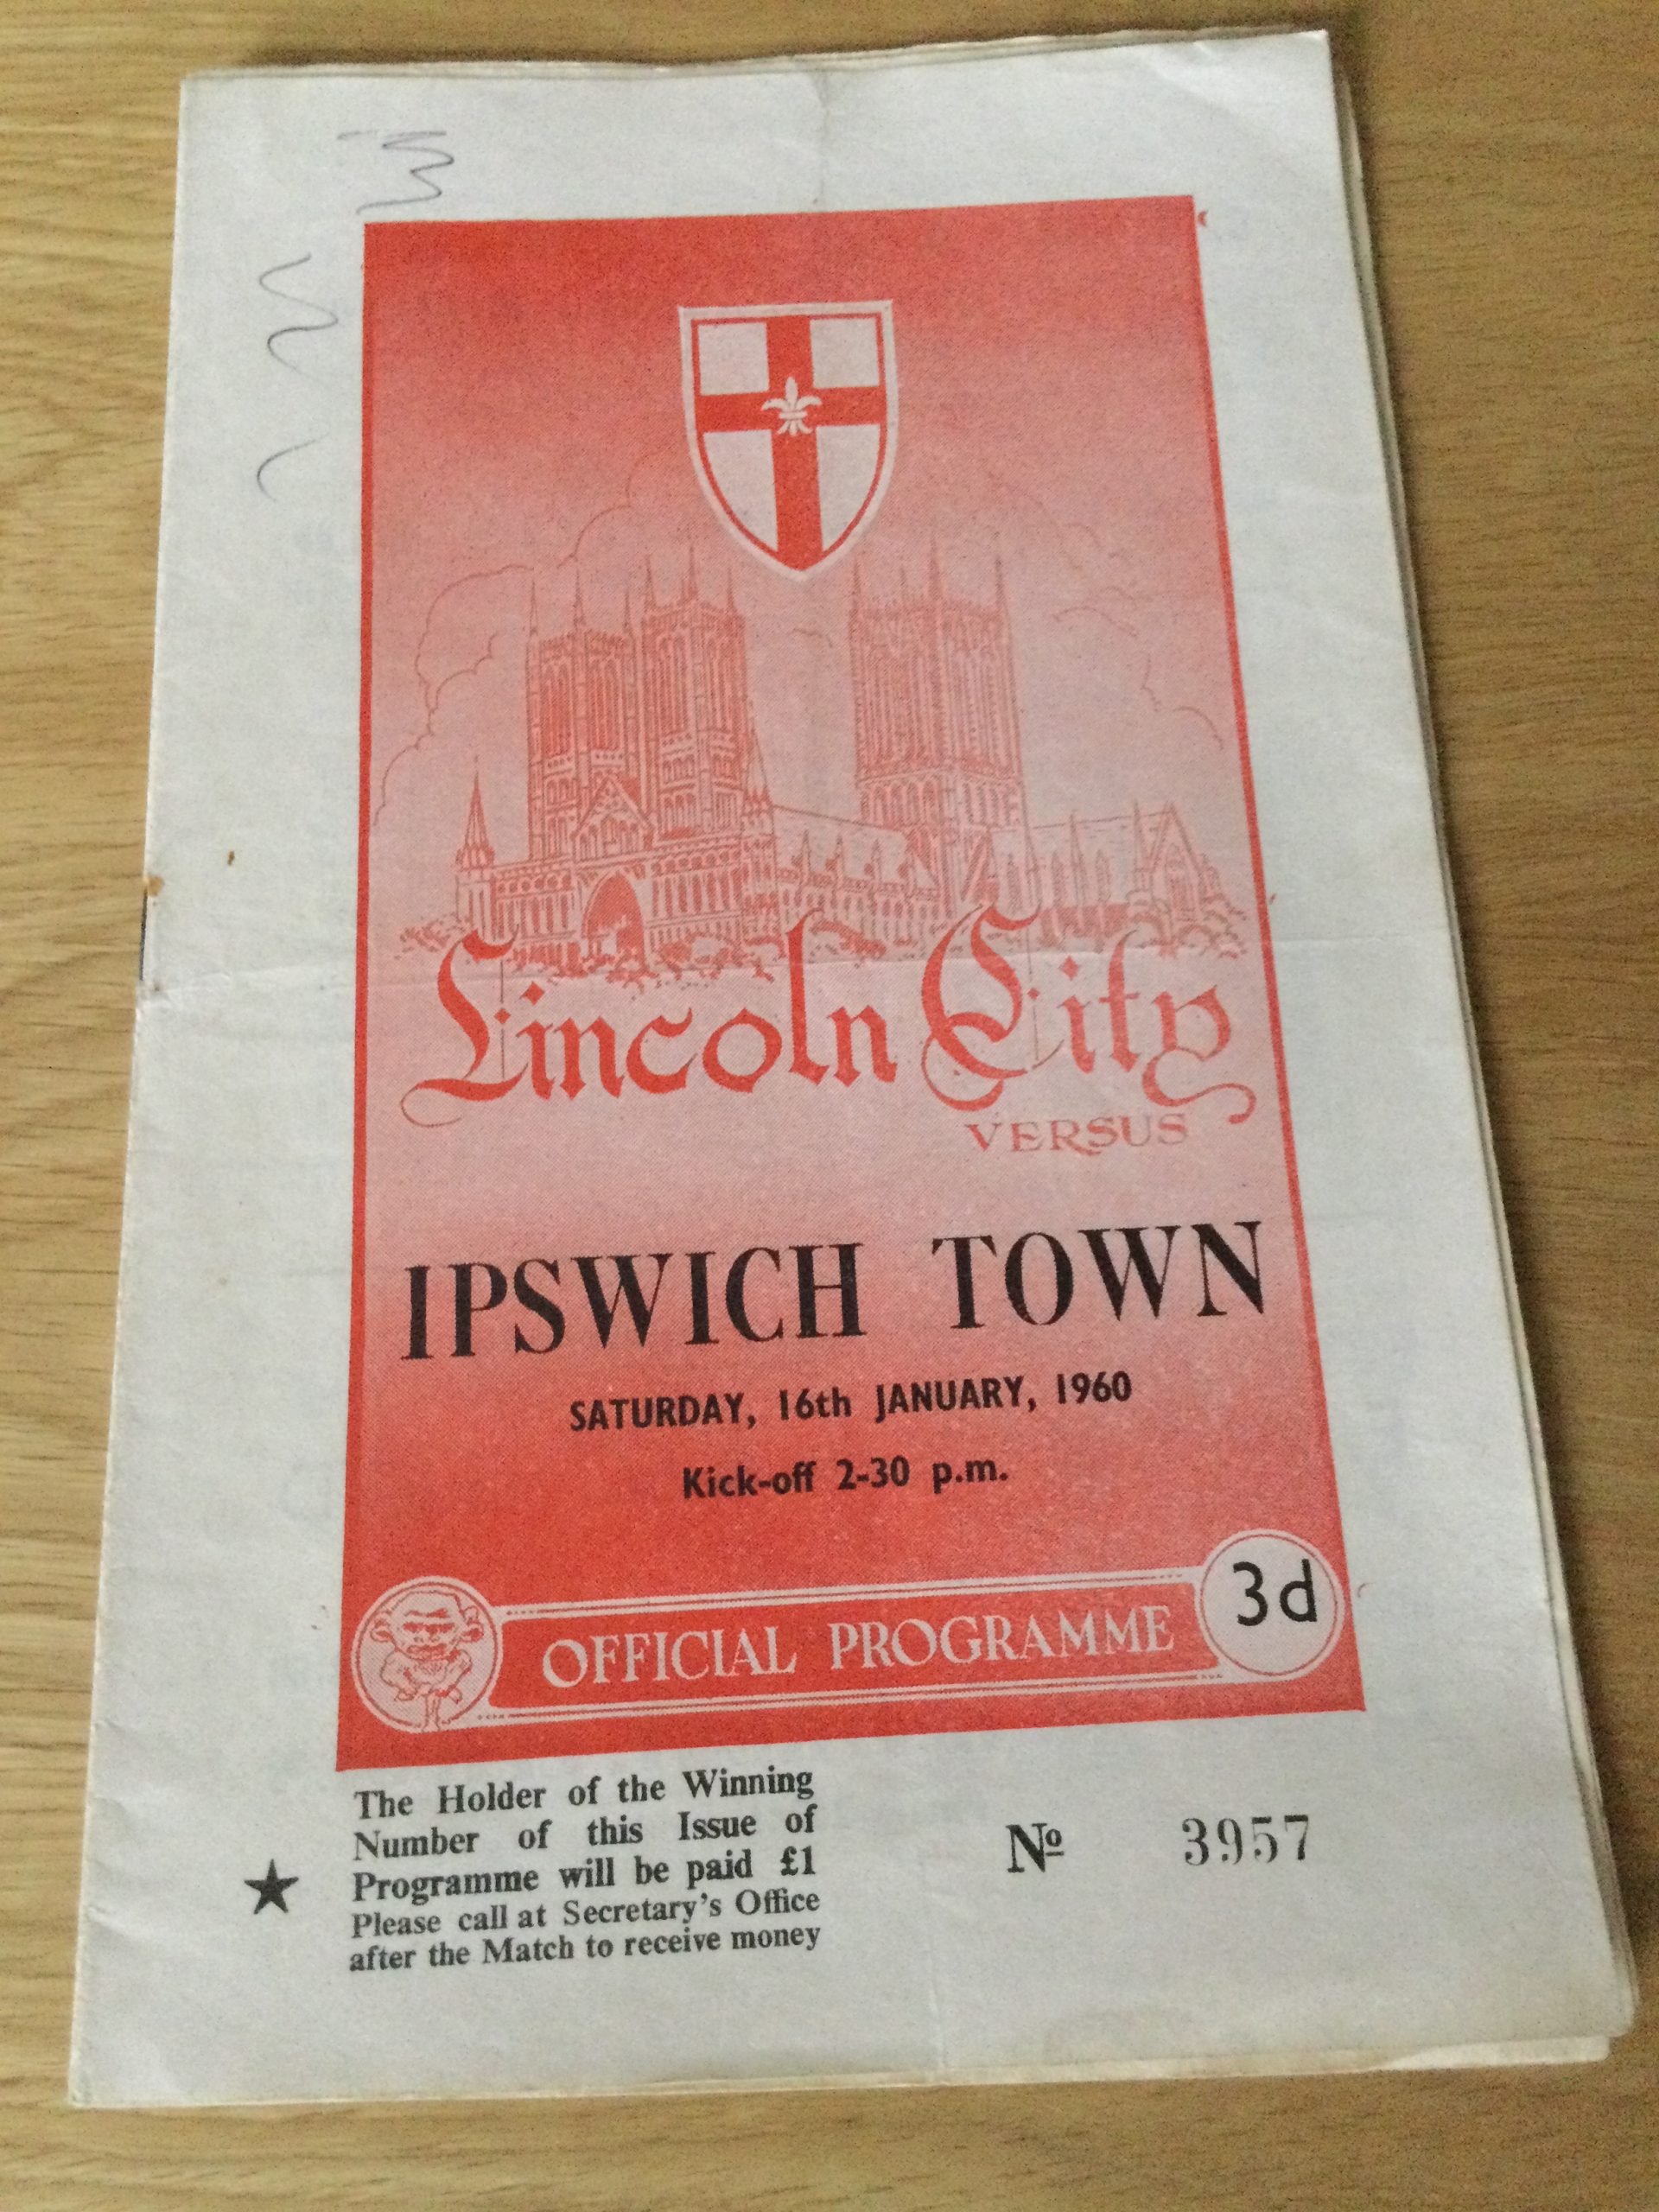 Lincoln City
VERSUS
IPSWICH TOWN
SATURDAY, 16th JANUARY, 1960
Kick-off 2-30 p.m.
OFFICIAL PROGRAMME
3d
The Holder of the Winning
Number of this Issue of
Programme will be paid £1
Please call at Secretary's Office
after the Match to receive money
★
Nº 3957